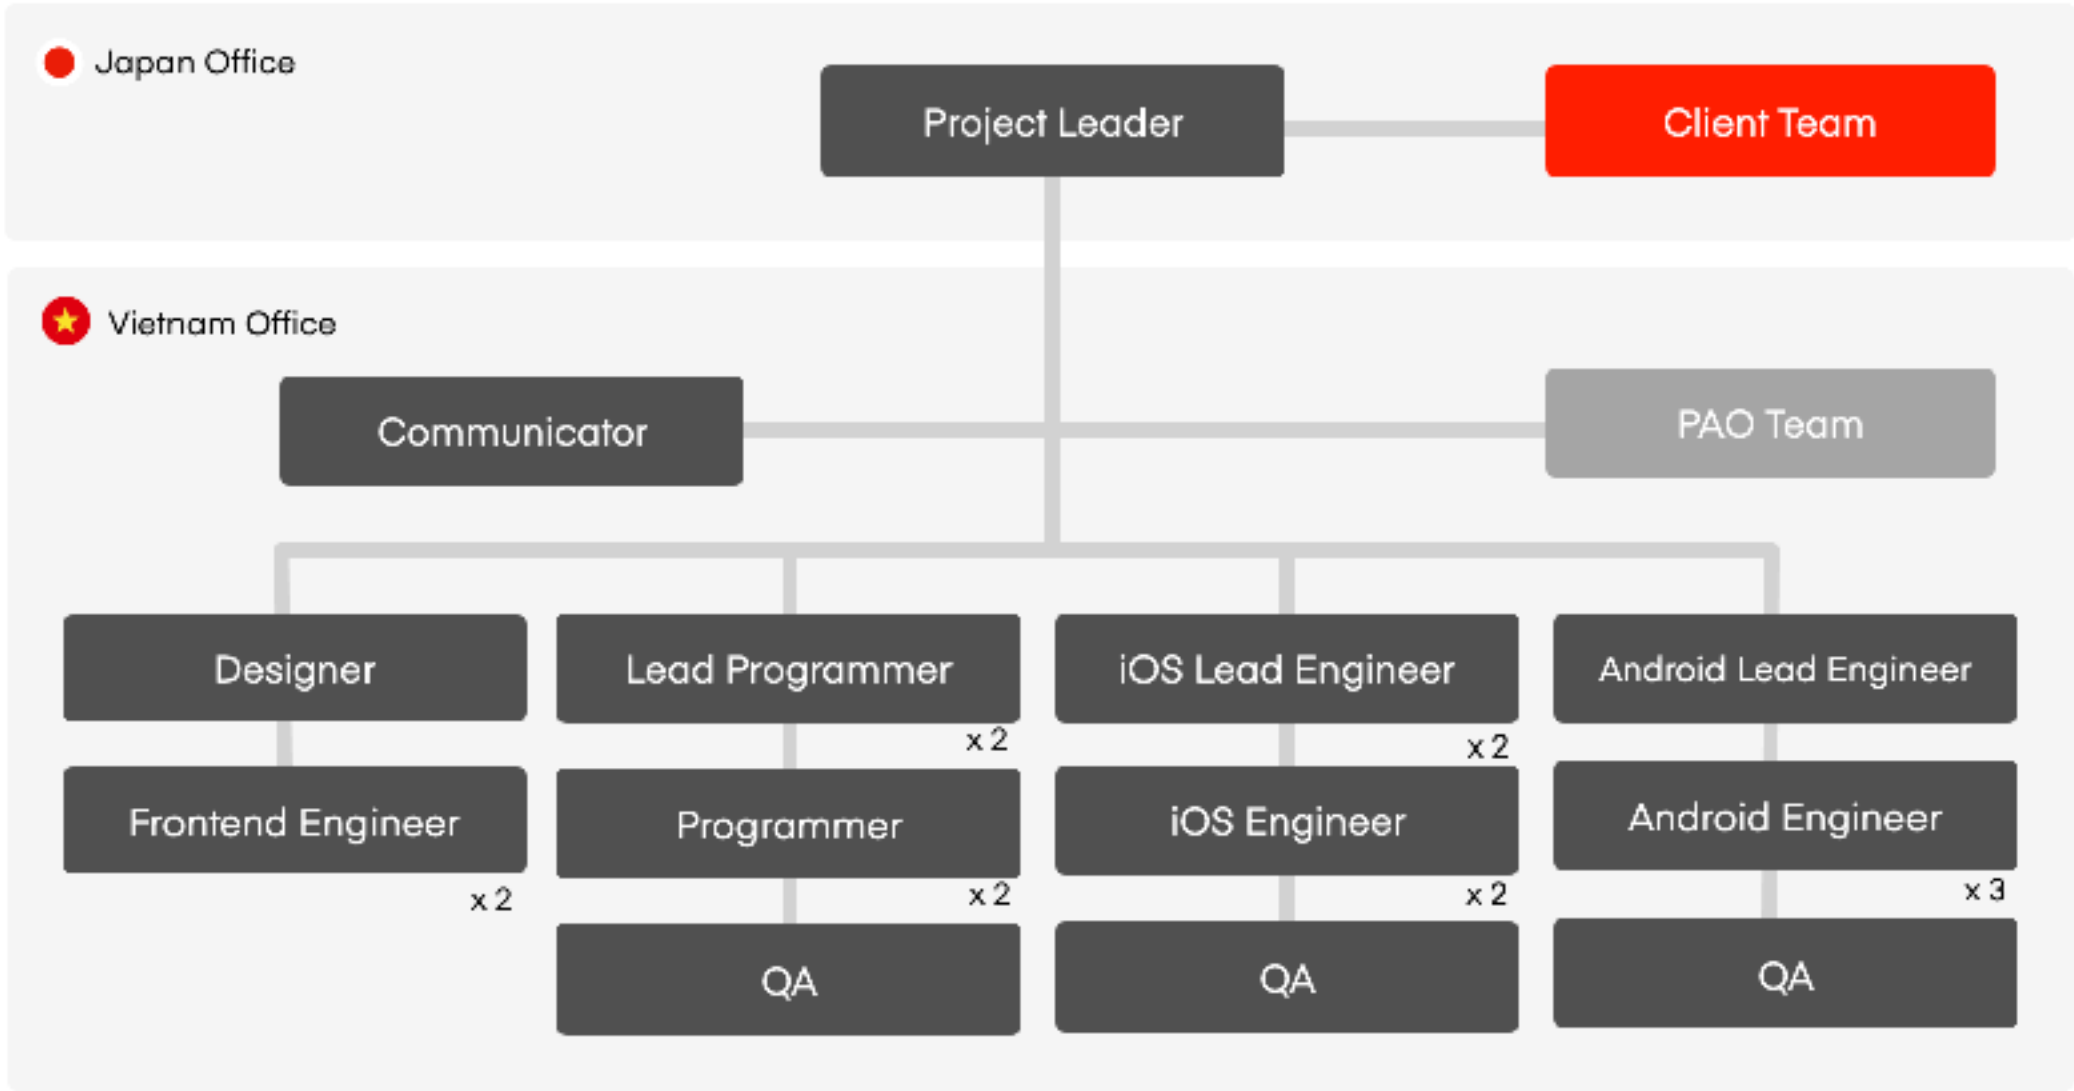 Japan Office
Project Leader
Client Team
Vietnam Office
Communicator
PAO Team
Designer
Lead Programmer
iOS Lead Engineer
Android Lead Engineer
x 2
x 2
Frontend Engineer
Programmer
iOS Engineer
Android Engineer
x 2
x 2
x 2
x 3
QA
QA
QA